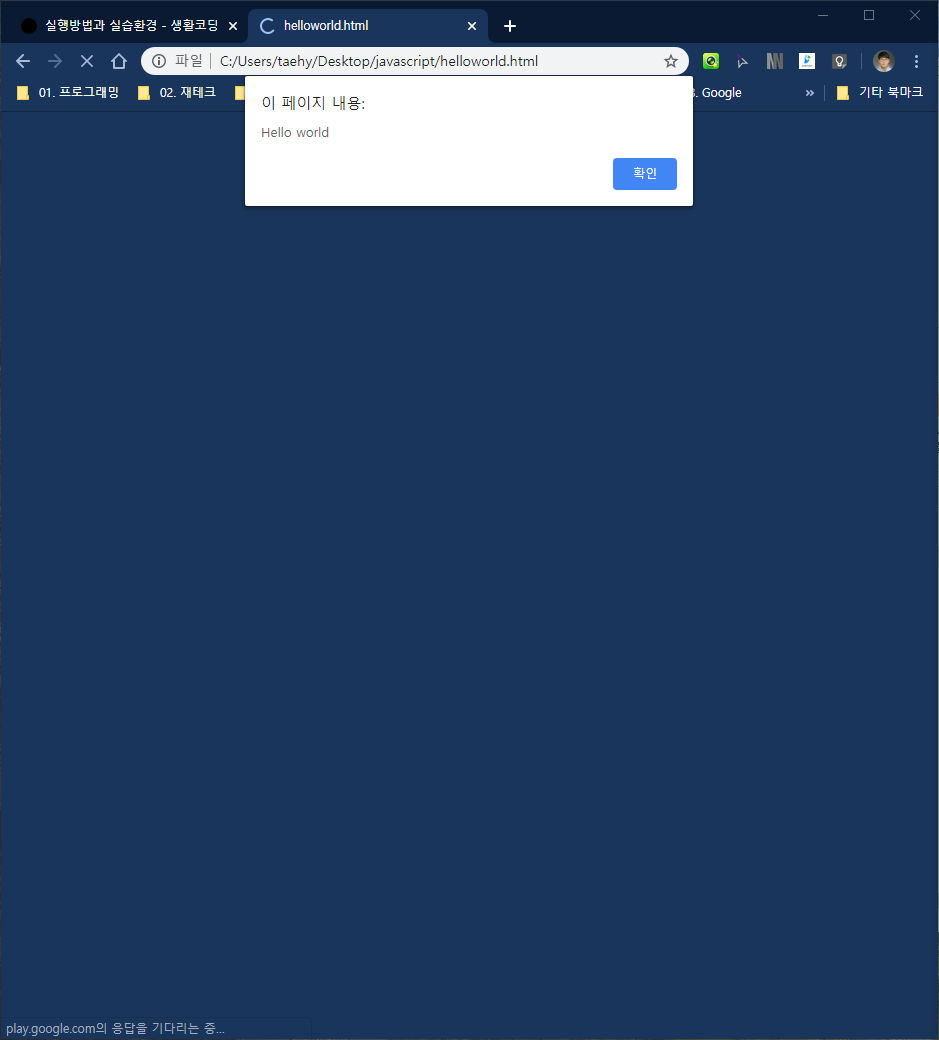 실행방법과 실습환경 - 생활코딩
helloworld.html
파일 C:/Users/taehy/Desktop/javascript/helloworld.html
01. 프로그래밍
02. 재테크
. Google
기타 북마크
이 페이지 내용:
Hello world
확인
play.google.com의 응답을 기다리는 중...